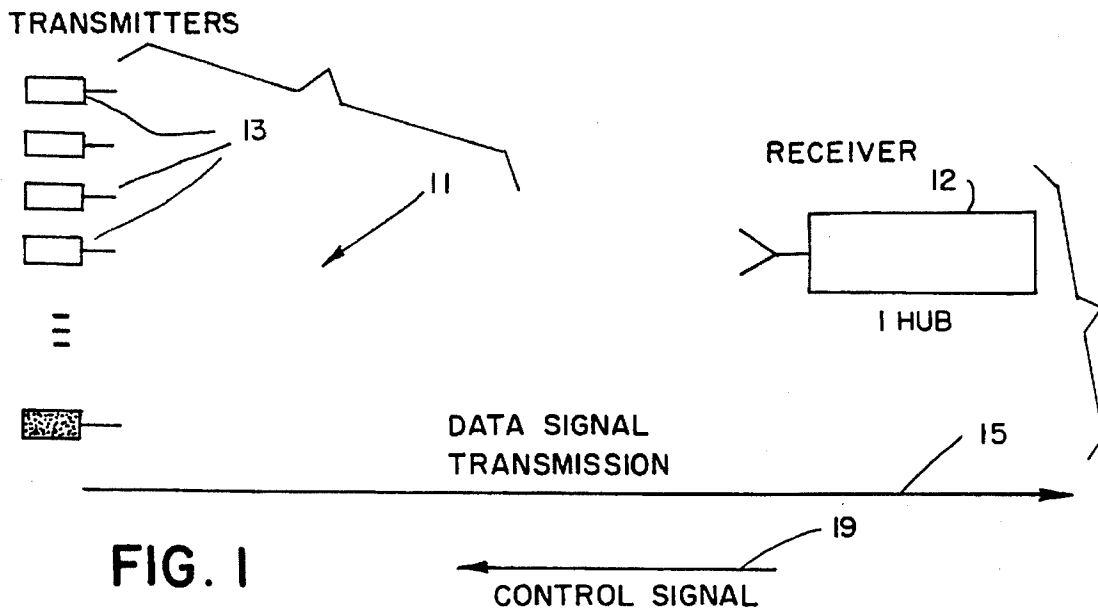 TRANSMITTERS
13
11
RECEIVER
12
1 HUB
DATA SIGNAL
TRANSMISSION
15
19
FIG. 1
CONTROL SIGNAL